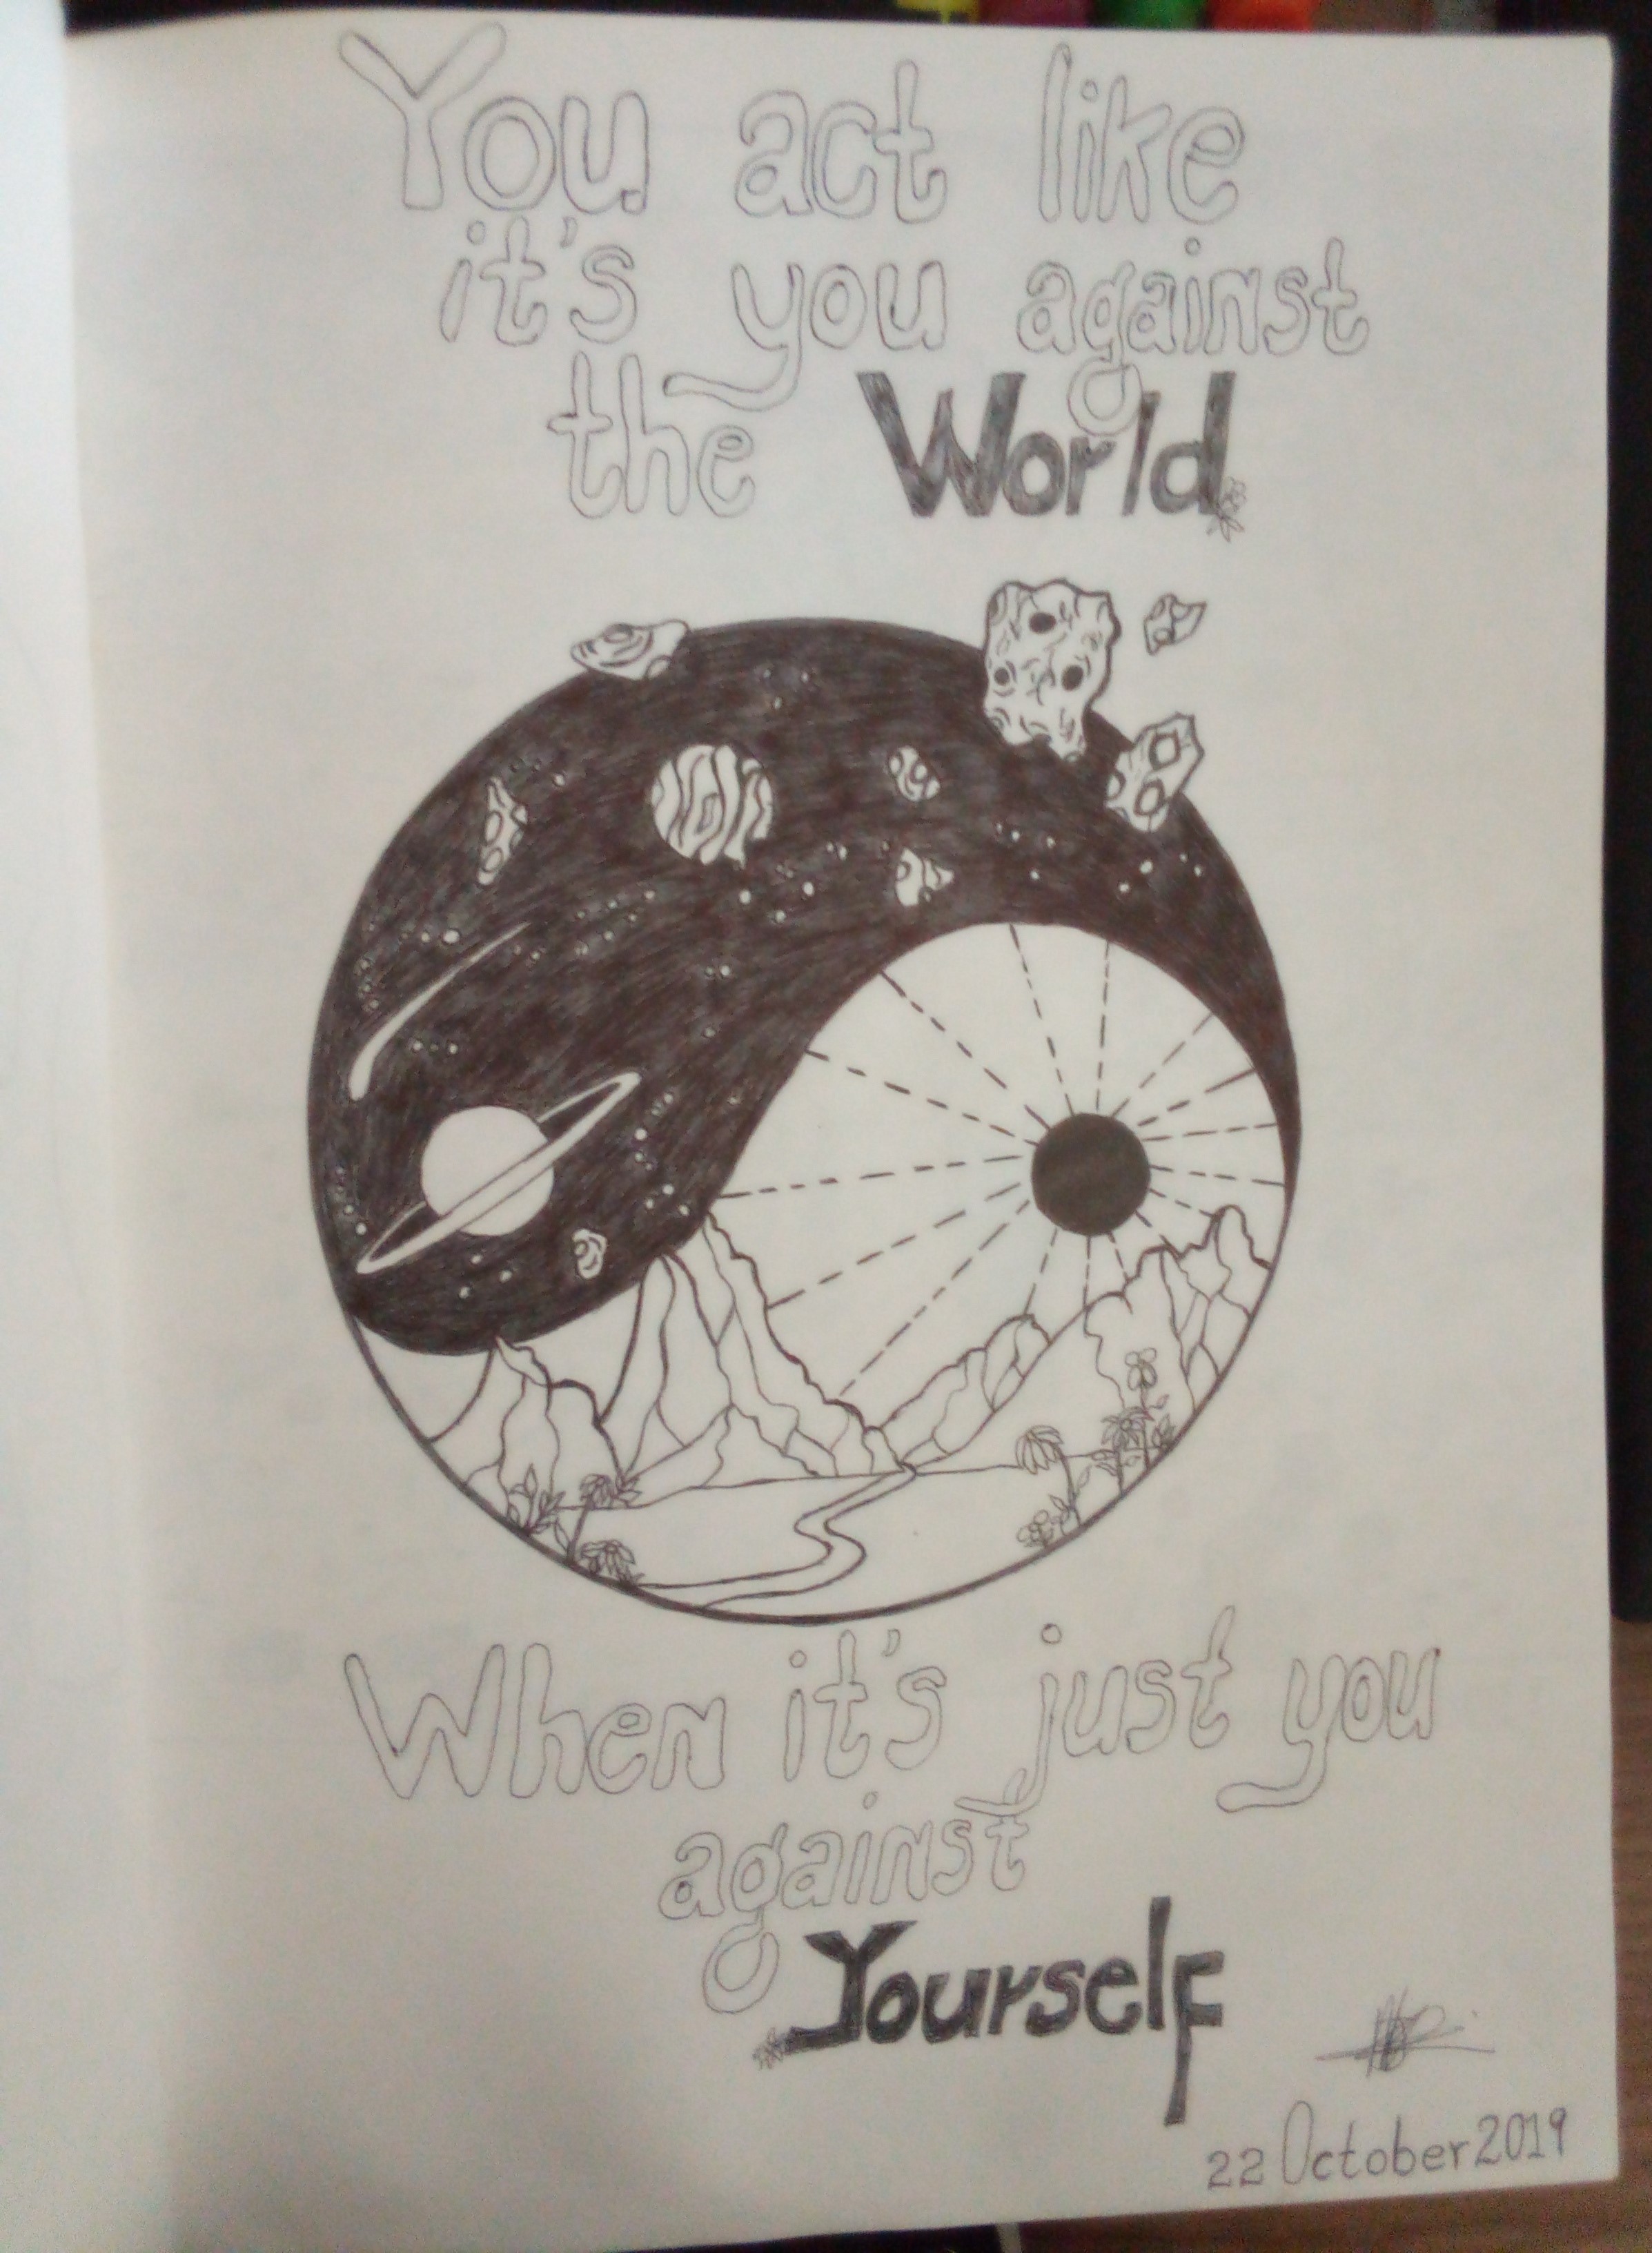 You act like
it's you against
the World
When it's just you
against
Yourself
22 October 2019